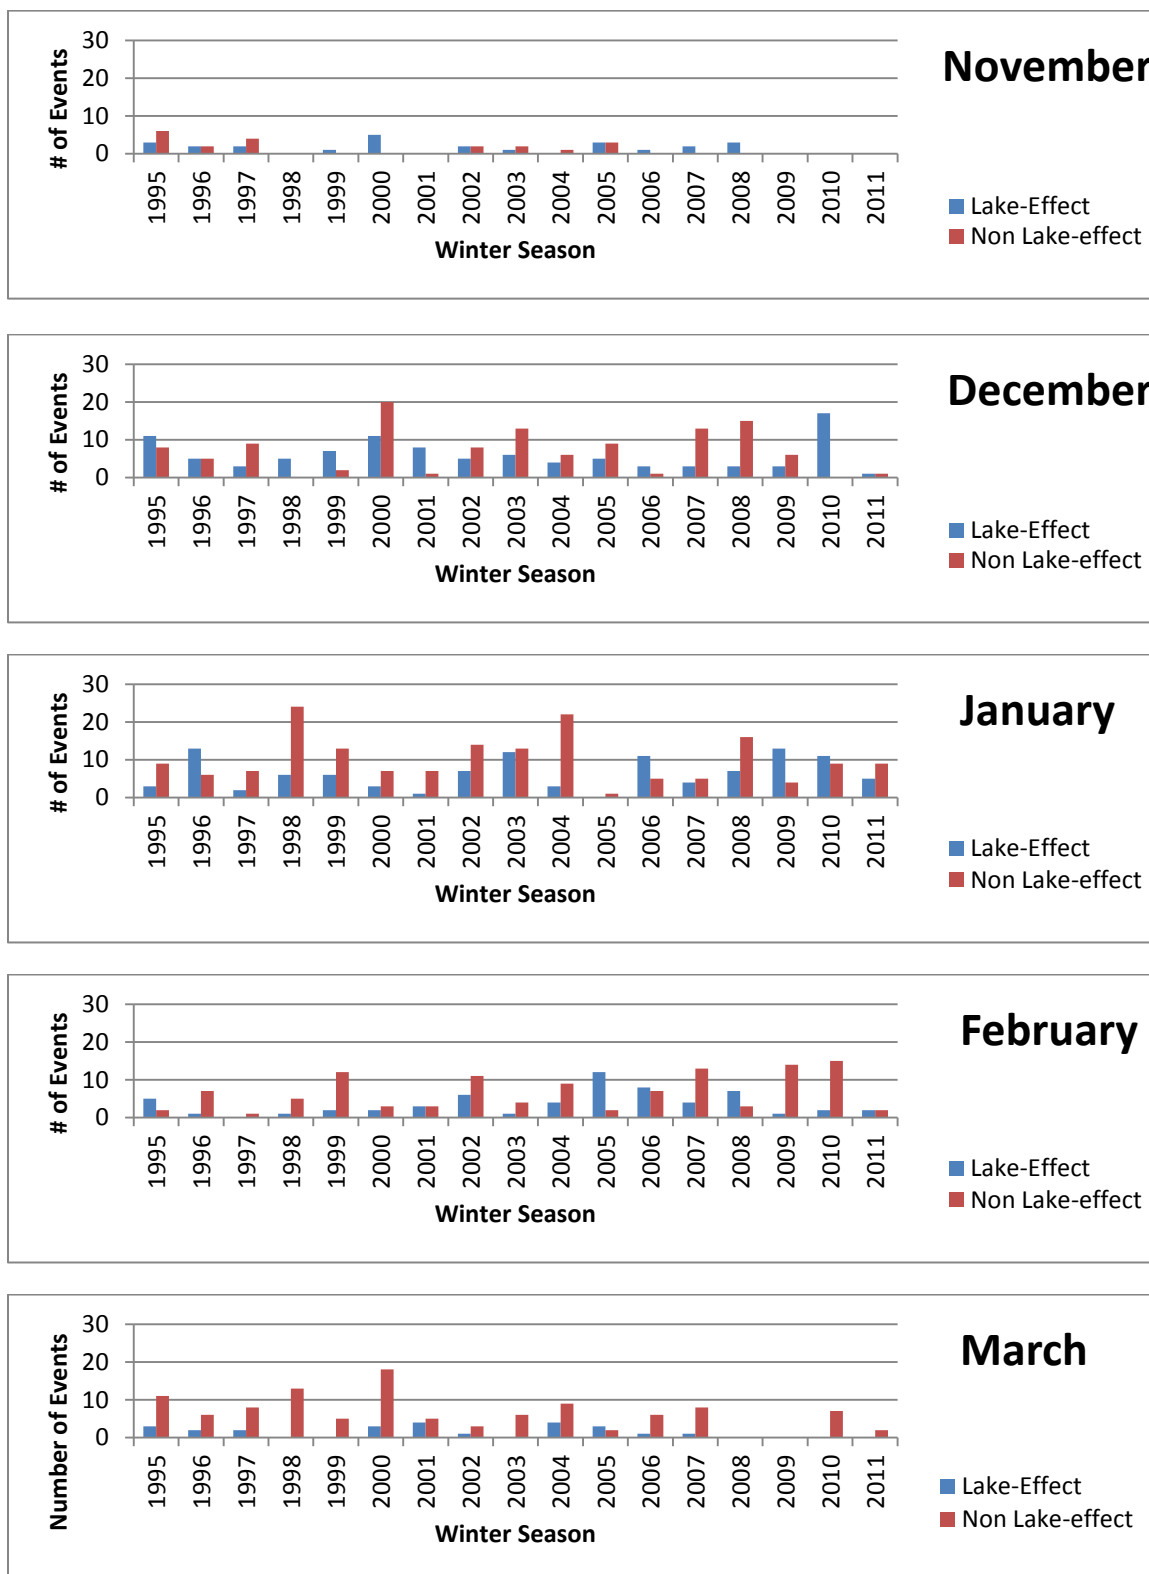 November
# of Events
30
20
10
0
1995 1996 1997 1998 1999 2000 2001 2002 2003 2004 2005 2006 2007 2008 2009 2010 2011
Winter Season
Lake-Effect
Non Lake-effect
December
# of Events
30
20
10
0
1995 1996 1997 1998 1999 2000 2001 2002 2003 2004 2005 2006 2007 2008 2009 2010 2011
Winter Season
Lake-Effect
Non Lake-effect
January
# of Events
30
20
10
0
1995 1996 1997 1998 1999 2000 2001 2002 2003 2004 2005 2006 2007 2008 2009 2010 2011
Winter Season
Lake-Effect
Non Lake-effect
February
# of Events
30
20
10
0
1995 1996 1997 1998 1999 2000 2001 2002 2003 2004 2005 2006 2007 2008 2009 2010 2011
Winter Season
Lake-Effect
Non Lake-effect
March
Number of Events
30
20
10
0
1995 1996 1997 1998 1999 2000 2001 2002 2003 2004 2005 2006 2007 2008 2009 2010 2011
Winter Season
Lake-Effect
Non Lake-effect